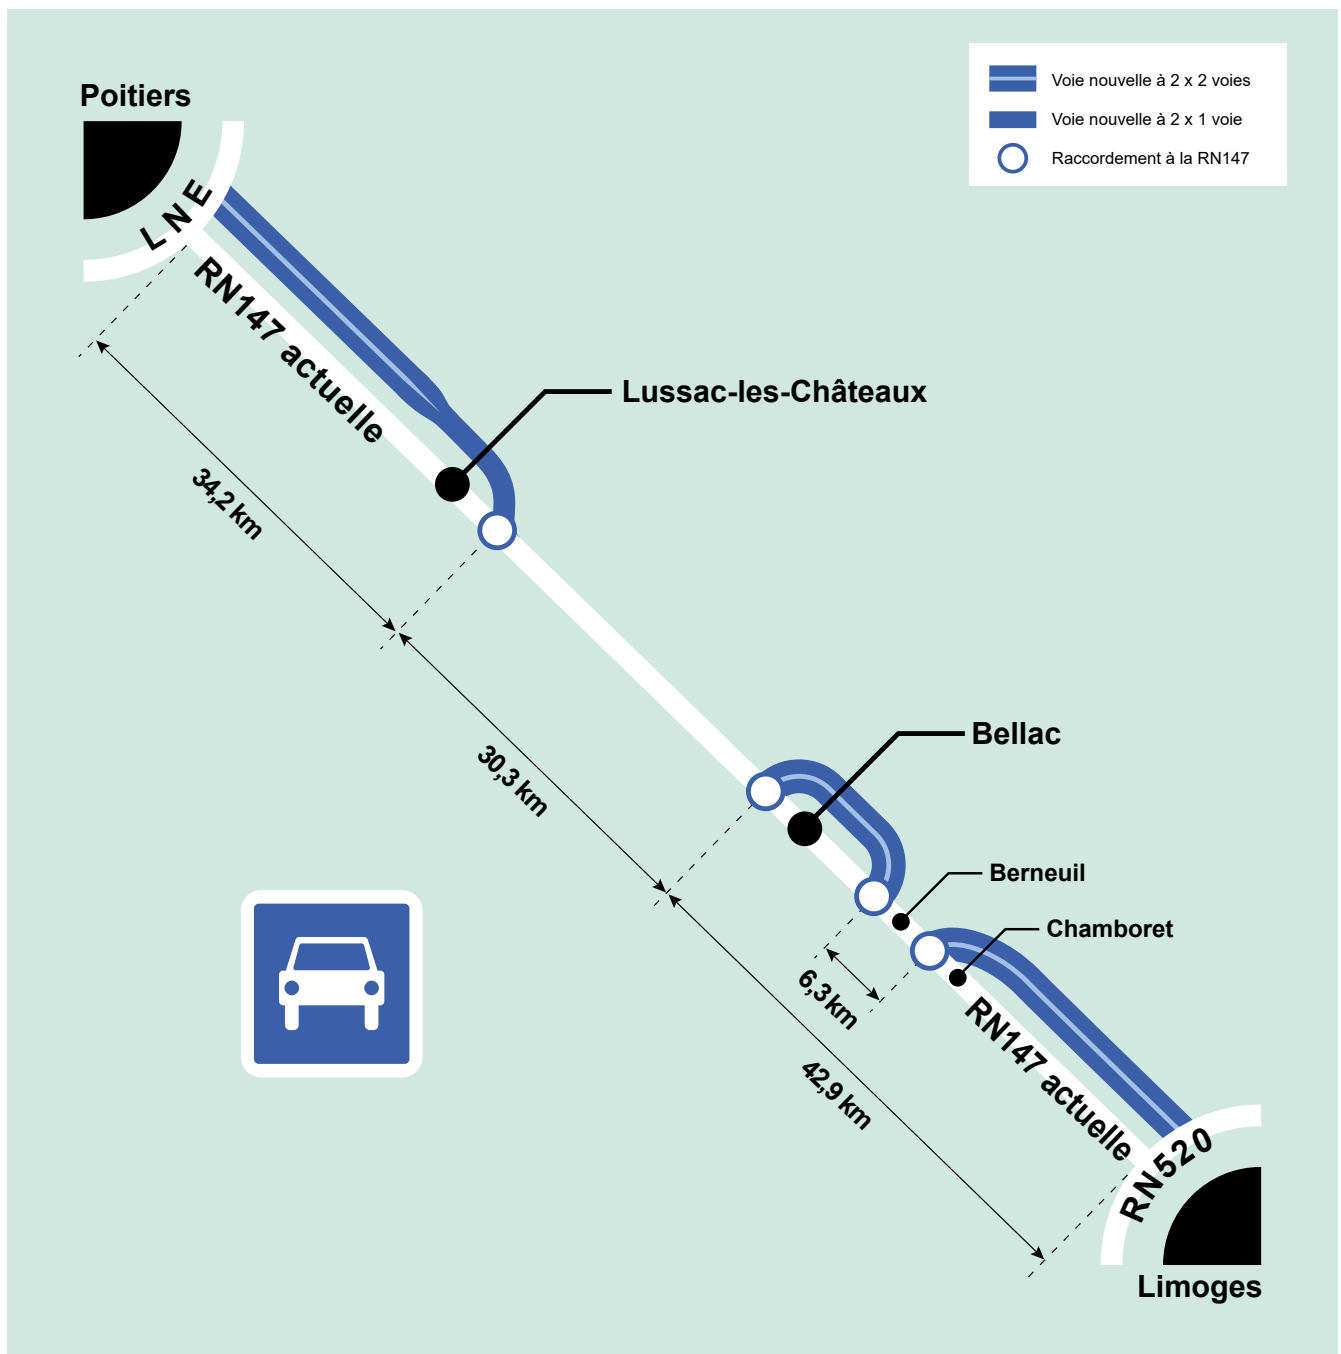 Poitiers
Voie nouvelle à 2 x 2 voies
Voie nouvelle à 2 x 1 voie
Raccordement à la RN147
LNE
RN147 actuelle
Lussac-les-Châteaux
34,2 km
30,3 km
Bellac
Berneuil
Chamboret
6,3 km
RN147 actuelle
42,9 km
RN520
Limoges